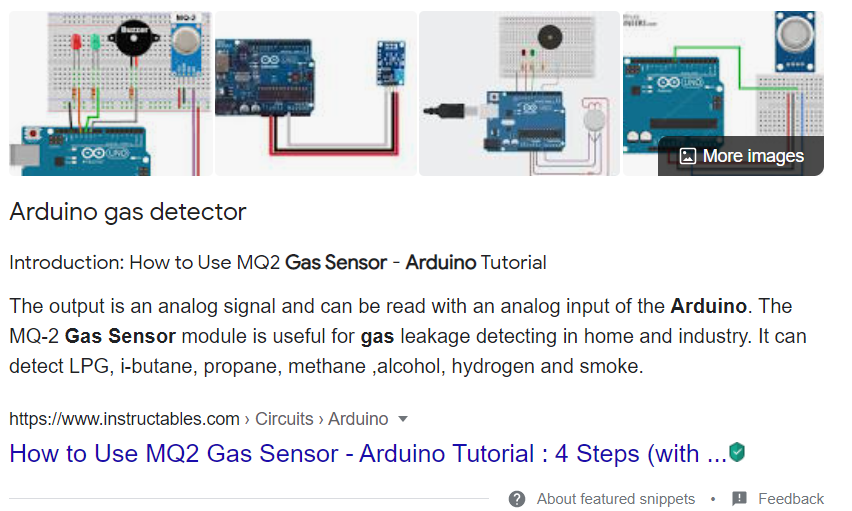 Buzzer
MQ-2
UNO
More images
Arduino gas detector
Introduction: How to Use MQ2 Gas Sensor - Arduino Tutorial
The output is an analog signal and can be read with an analog input of the Arduino. The
MQ-2 Gas Sensor module is useful for gas leakage detecting in home and industry. It can
detect LPG, i-butane, propane, methane ,alcohol, hydrogen and smoke.
https://www.instructables.com › Circuits › Arduino
How to Use MQ2 Gas Sensor - Arduino Tutorial : 4 Steps (with ...
About featured snippets • Feedback